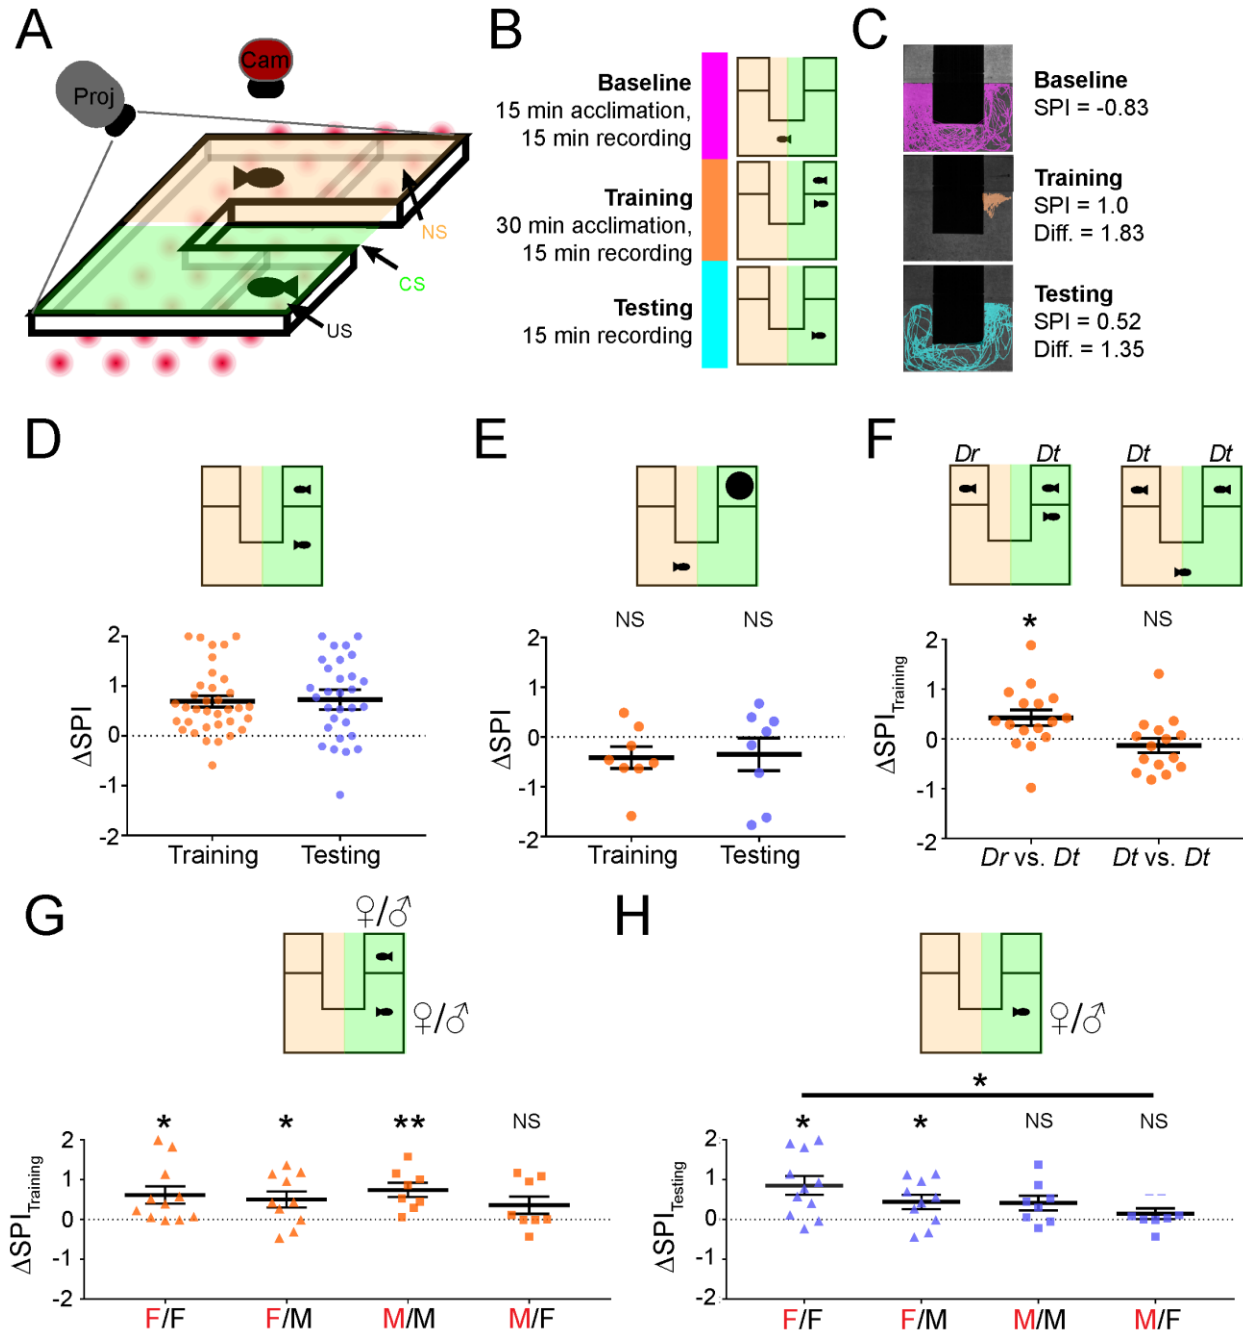 A
Proj
Cam
NS
CS
US
B
Baseline
15 min acclimation,
15 min recording
Training
30 min acclimation,
15 min recording
Testing
15 min recording
C
Baseline
SPI = -0.83
Training
SPI = 1.0
Diff. = 1.83
Testing
SPI = 0.52
Diff. = 1.35
D
2
1
0
-1
-2
ΔSPI
Training
Testing
E
NS
NS
2
1
0
-1
-2
ΔSPI
Training
Testing
F
Dr
Dt
Dt
Dt
*
NS
2
1
0
-1
-2
ΔSPITraining
Dr vs. Dt
Dt vs. Dt
G
♀/♂
♀/♂
*
*
**
NS
2
1
0
-1
-2
ΔSPITraining
F/F
F/M
M/M
M/F
H
♀/♂
*
*
*
NS
NS
2
1
0
-1
-2
ΔSPITesting
F/F
F/M
M/M
M/F